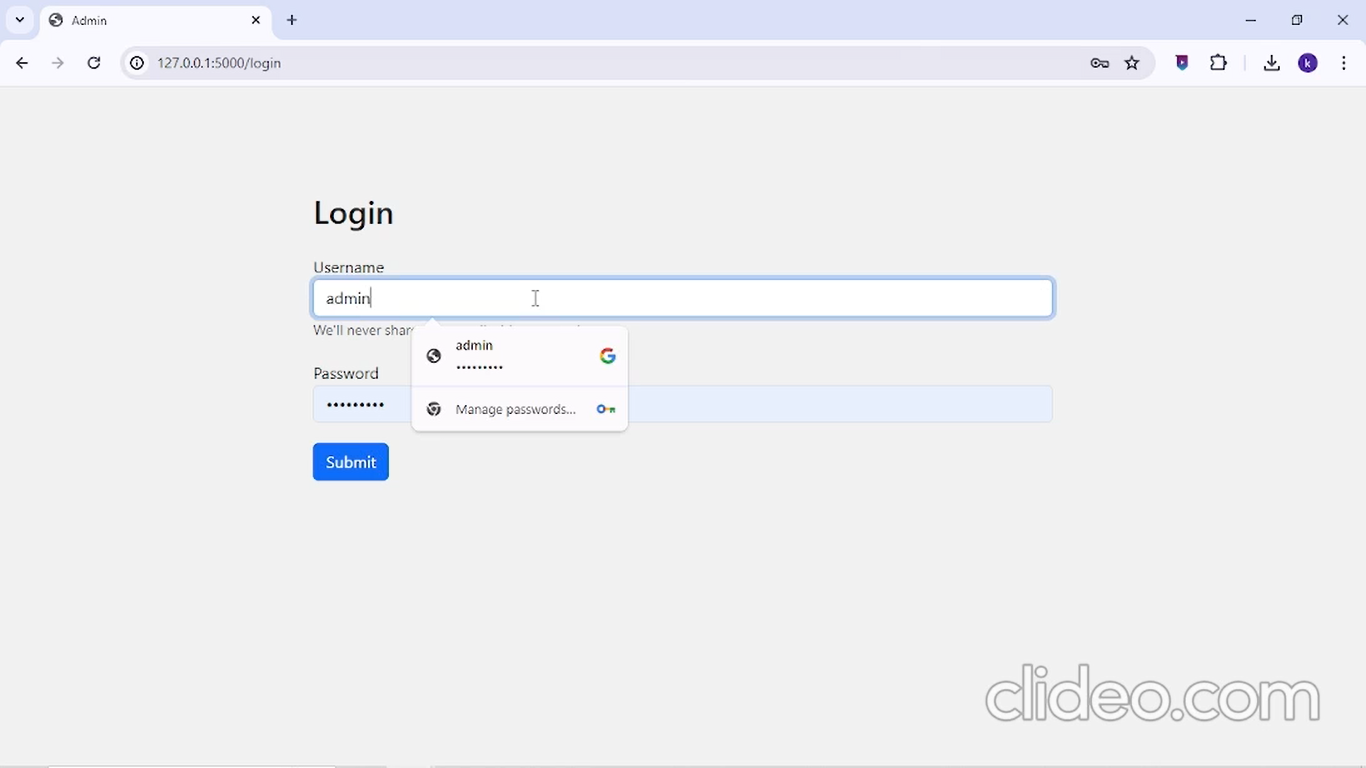 Admin
127.0.0.1:5000/login
k
Login
Username
admin
We'll never shar
admin
•••••••••
Password
•••••••••
Manage passwords...
Submit
clideo.com